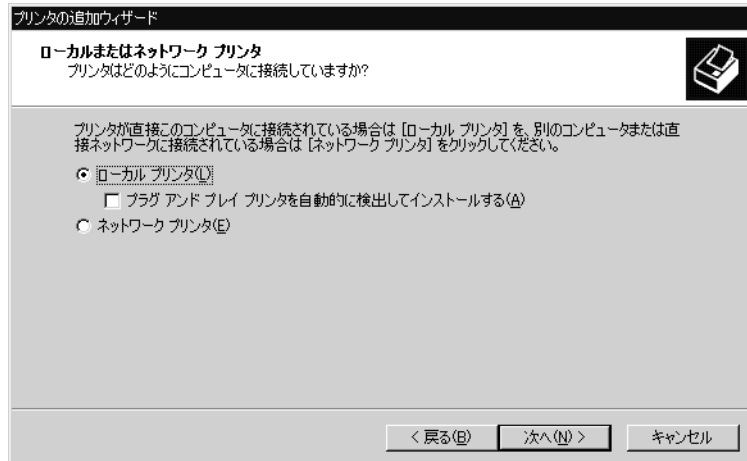 プリンタの追加ウィザード
ローカルまたはネットワーク プリンタ
プリンタはどのようにコンピュータに接続していますか?
プリンタが直接このコンピュータに接続されている場合は [ローカル プリンタ] を、別のコンピュータまたは直
接ネットワークに接続されている場合は [ネットワーク プリンタ] をクリックしてください。
ローカル プリンタ(L)
プラグ アンド プレイ プリンタを自動的に検出してインストールする(A)
ネットワーク プリンタ(E)
< 戻る(B)
次へ(N) >
キャンセル